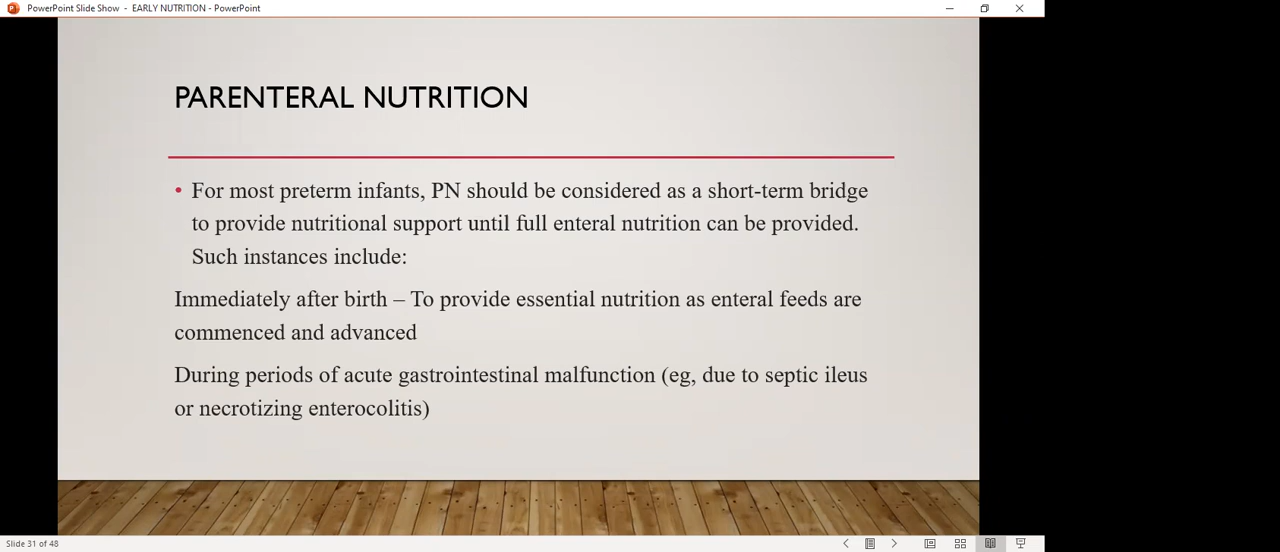 PowerPoint Slide Show - EARLY NUTRITION - PowerPoint
PARENTERAL NUTRITION
• For most preterm infants, PN should be considered as a short-term bridge
to provide nutritional support until full enteral nutrition can be provided.
Such instances include:
Immediately after birth – To provide essential nutrition as enteral feeds are
commenced and advanced
During periods of acute gastrointestinal malfunction (eg, due to septic ileus
or necrotizing enterocolitis)
Slide 31 of 48